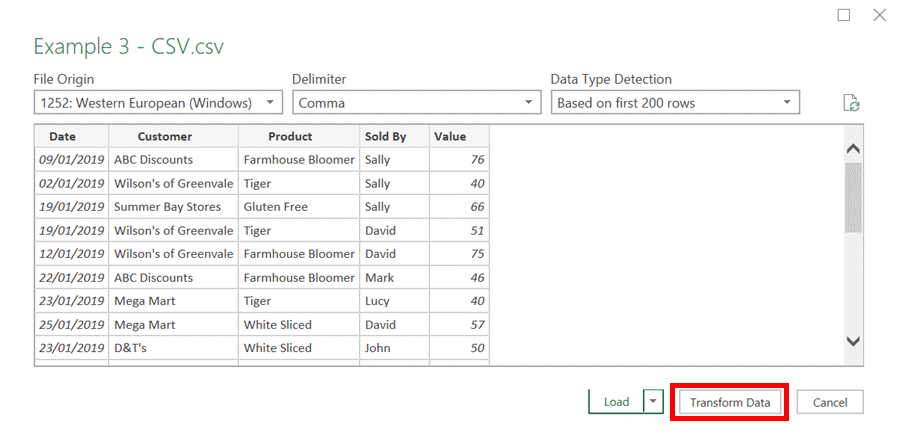 Example 3 - CSV.csv
File Origin Delimiter Data Type Detection
1252: Western European (Windows) Comma Based on first 200 rows
Date Customer Product Sold By Value
09/01/2019 ABC Discounts Farmhouse Bloomer Sally 76
02/01/2019 Wilson's of Greenvale Tiger Sally 40
19/01/2019 Summer Bay Stores Gluten Free Sally 66
19/01/2019 Wilson's of Greenvale Tiger David 51
12/01/2019 Wilson's of Greenvale Farmhouse Bloomer David 75
22/01/2019 ABC Discounts Farmhouse Bloomer Mark 46
23/01/2019 Mega Mart Tiger Lucy 40
25/01/2019 Mega Mart White Sliced David 57
23/01/2019 D&T's White Sliced John 50
Load Transform Data Cancel